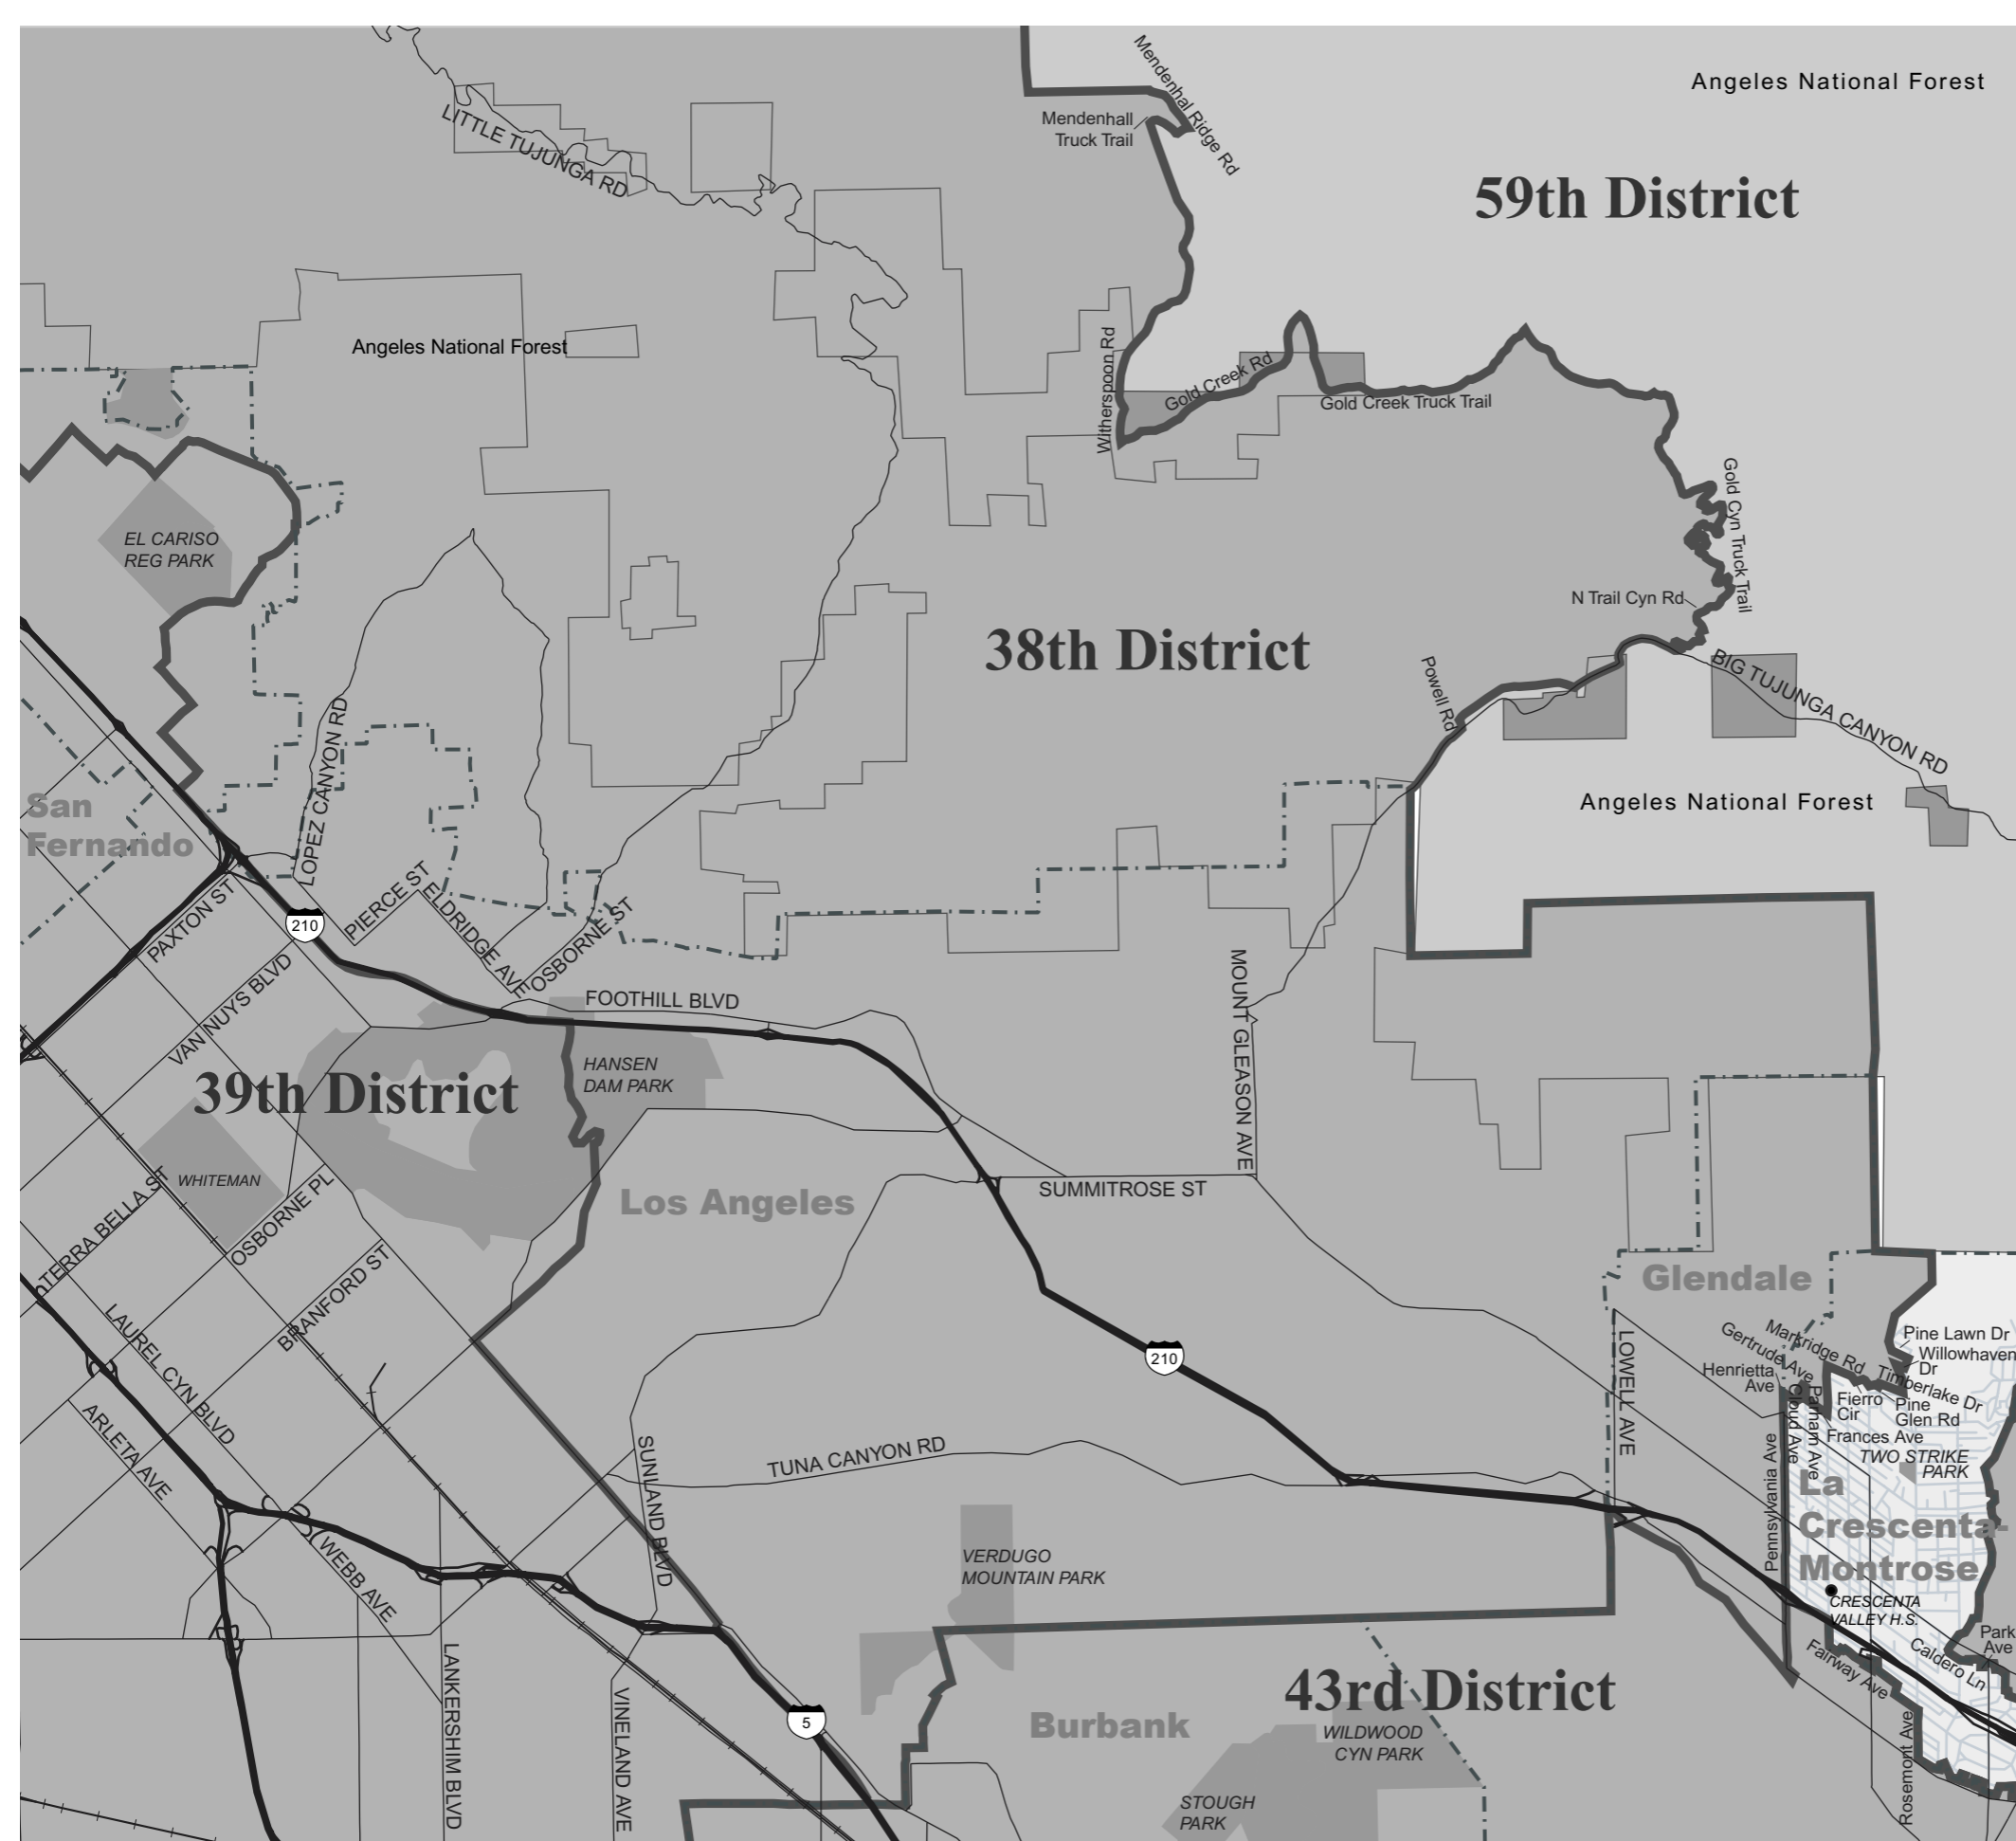 Mendenhal Ridge Rd
Angeles National Forest
Mendenhall
Truck Trail
LITTLE TUJUNGA RD
59th District
Angeles National Forest
Witherspoon Rd
Gold Creek Rd
Gold Creek Truck Trail
Gold Cyn Truck Trail
EL CARISO
REG PARK
N Trail Cyn Rd
38th District
Powell Rd
BIG TUJUNGA CANYON RD
LOPEZ CANYON RD
San
Fernando
Angeles National Forest
PAXTON ST
PIERCE ST
ELDRIDGE AVE
OSBORNE ST
210
VAN NUYS BLVD
FOOTHILL BLVD
MOUNT GLEASON AVE
HANSEN
DAM PARK
39th District
WHITEMAN
Los Angeles
SUMMITROSE ST
TERRA BELLA ST
OSBORNE PL
BRANFORD ST
Glendale
LAUREL CYN BLVD
210
LOWELL AVE
Markridge Rd
Gertrude Ave
Pine Lawn Dr
Willowhaven
Dr
Henrietta
Ave
Timberlake Dr
Cloud Ave
Parham Ave
Fierro
Cir
Pine
Glen Rd
Frances Ave
TWO STRIKE
PARK
ARLETA AVE
SUNLAND BLVD
TUNA CANYON RD
Pennsylvania Ave
La
Crescenta-
Montrose
WEBB AVE
VERDUGO
MOUNTAIN PARK
CRESCENTA
VALLEY H.S.
Park
Ave
Fairway Ave
Caldero Ln
LANKERSHIM BLVD
VINELAND AVE
5
43rd District
Burbank
WILDWOOD
CYN PARK
Rosemont Ave
STOUGH
PARK